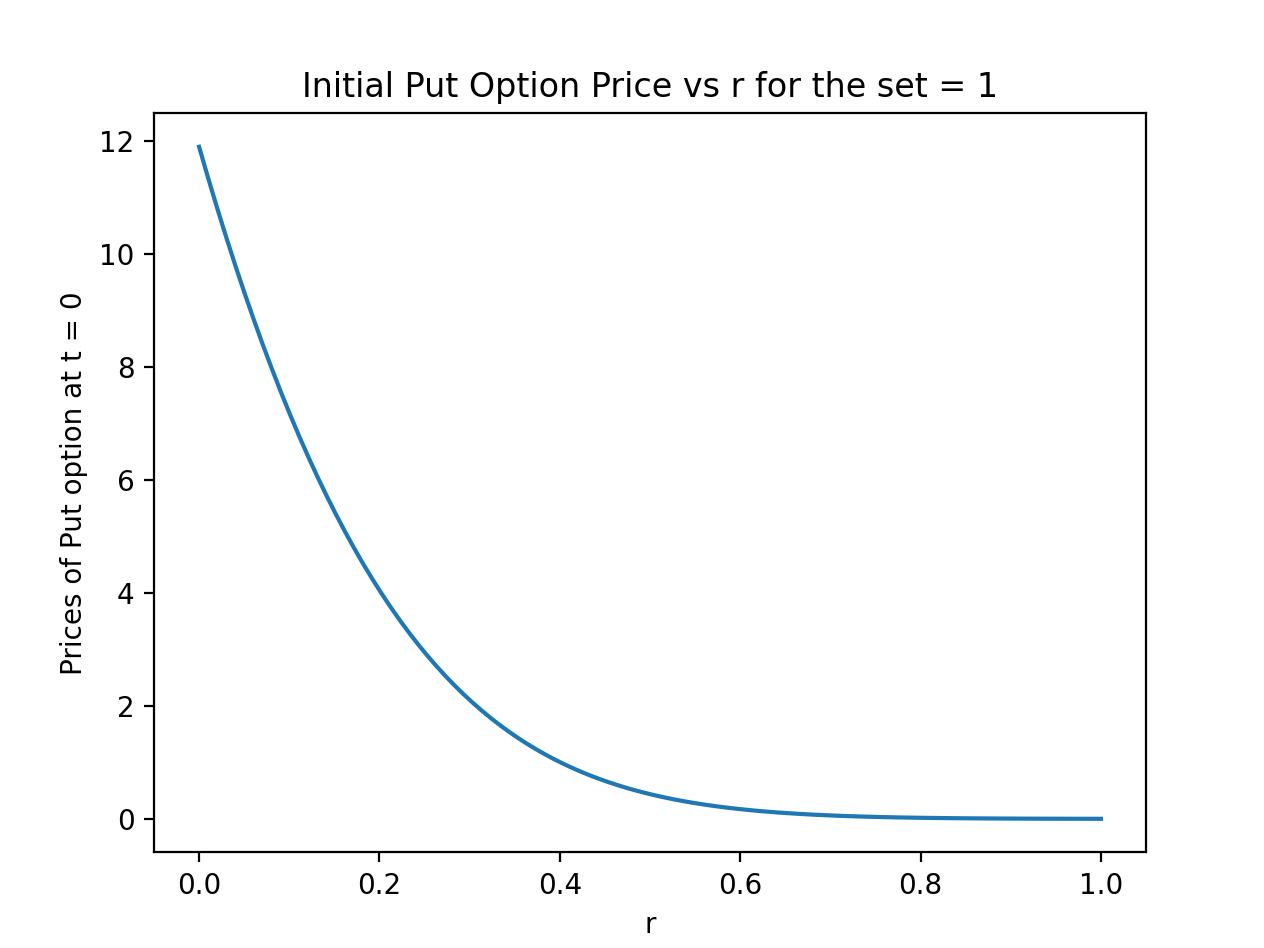 Initial Put Option Price vs r for the set = 1
Prices of Put option at t = 0
12
10
8
6
4
2
0
0.0 0.2 0.4 0.6 0.8 1.0
r